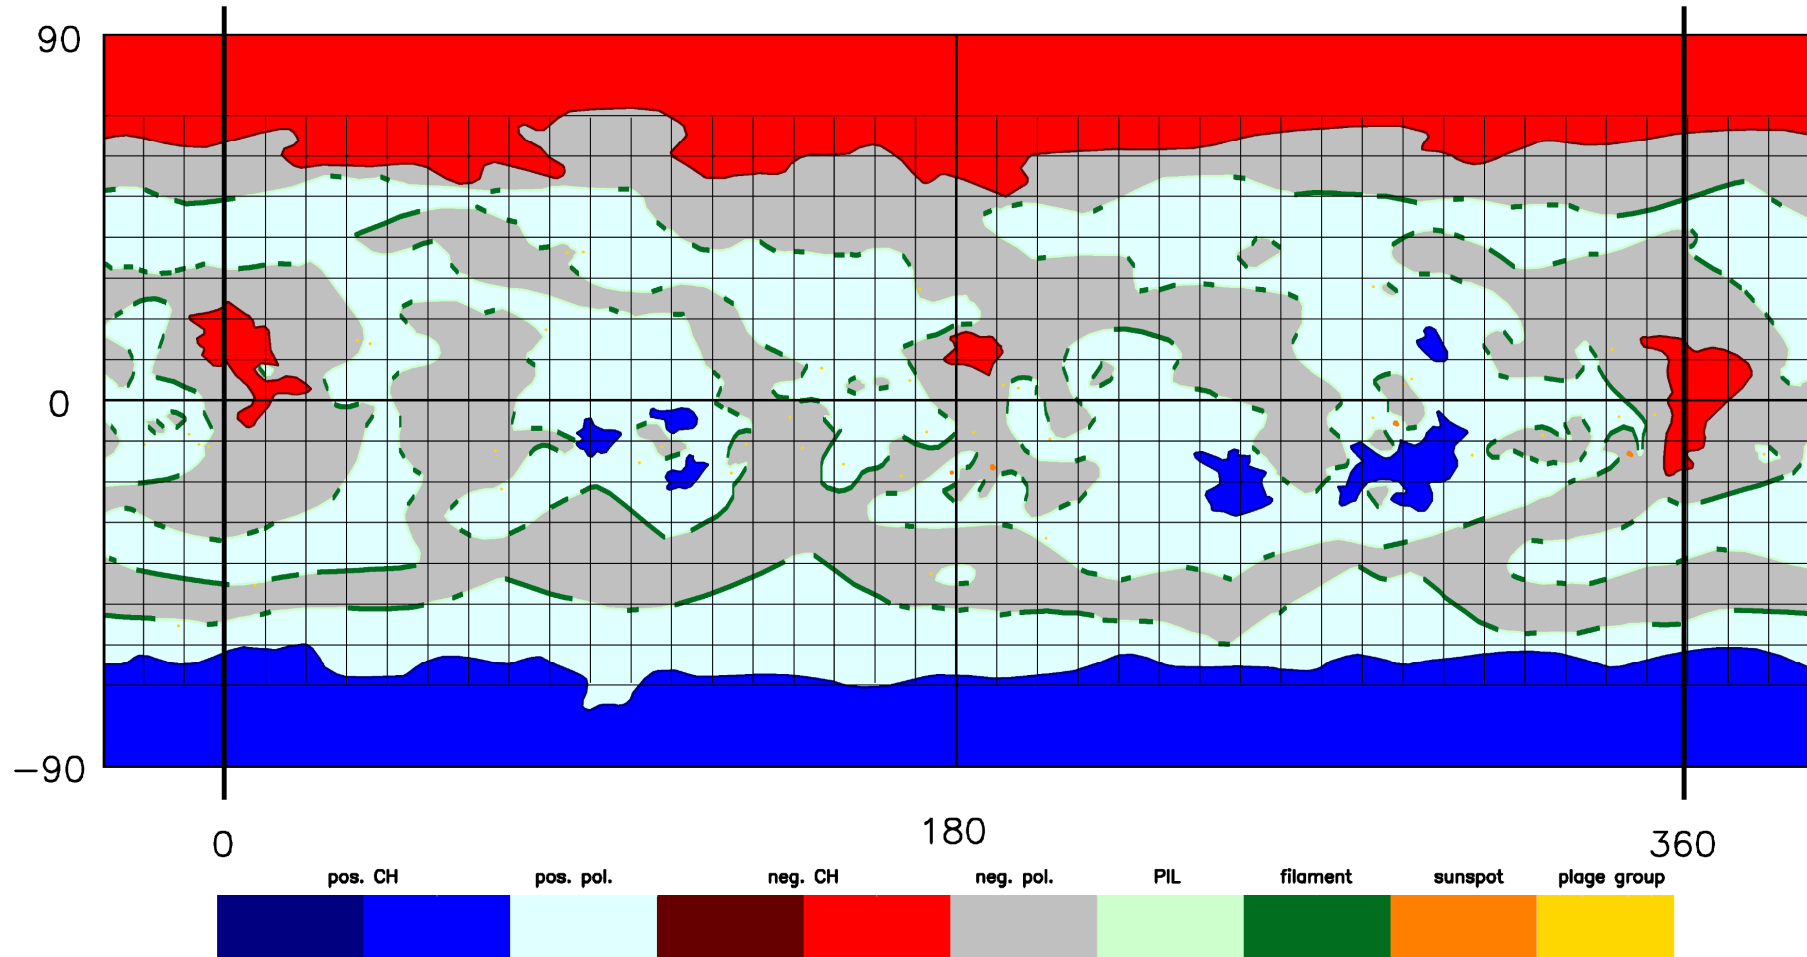 90
0
−90
0 180 360
pos. CH pos. pol. neg. CH neg. pol. PIL filament sunspot plage group